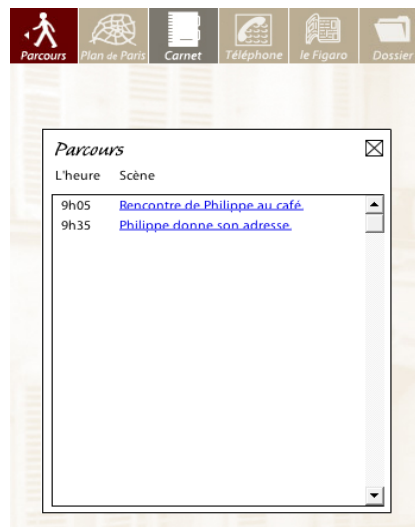 Parcours Plan de Paris Carnet Téléphone le Figaro Dossier
Parcours
L'heure Scène
9h05 Rencontre de Philippe au café.
9h35 Philippe donne son adresse.